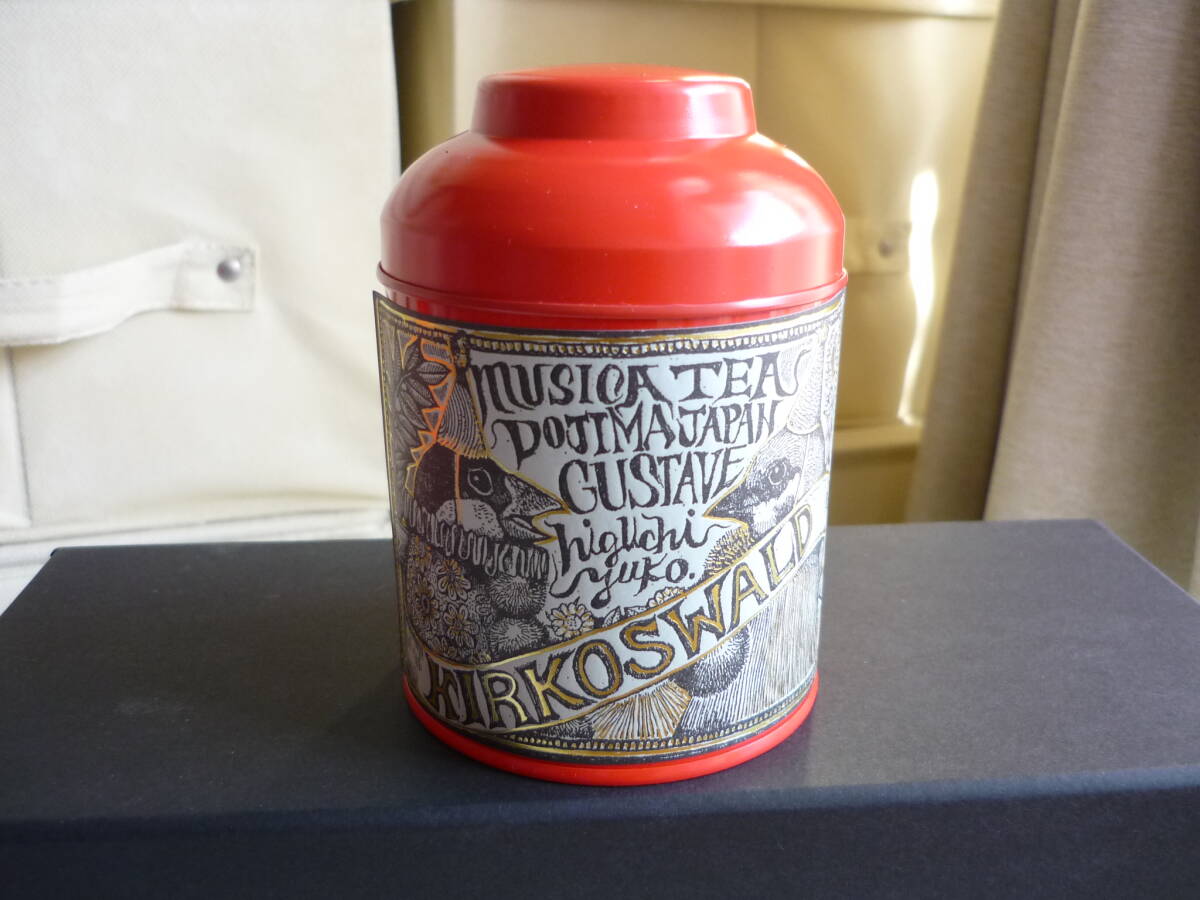 MUSICA TEA
DOJIMA JAPAN
GUSTAVE
higuchi
yuko.
KIRKOSWALD